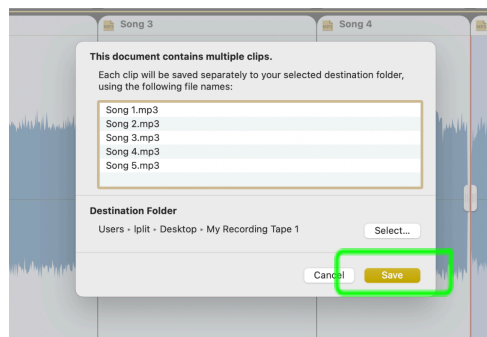 Song 3
Song 4
This document contains multiple clips.
Each clip will be saved separately to your selected destination folder,
using the following file names:
Song 1.mp3
Song 2.mp3
Song 3.mp3
Song 4.mp3
Song 5.mp3
Destination Folder
Users ▸ lplit ▸ Desktop ▸ My Recording Tape 1
Select...
Cancel
Save